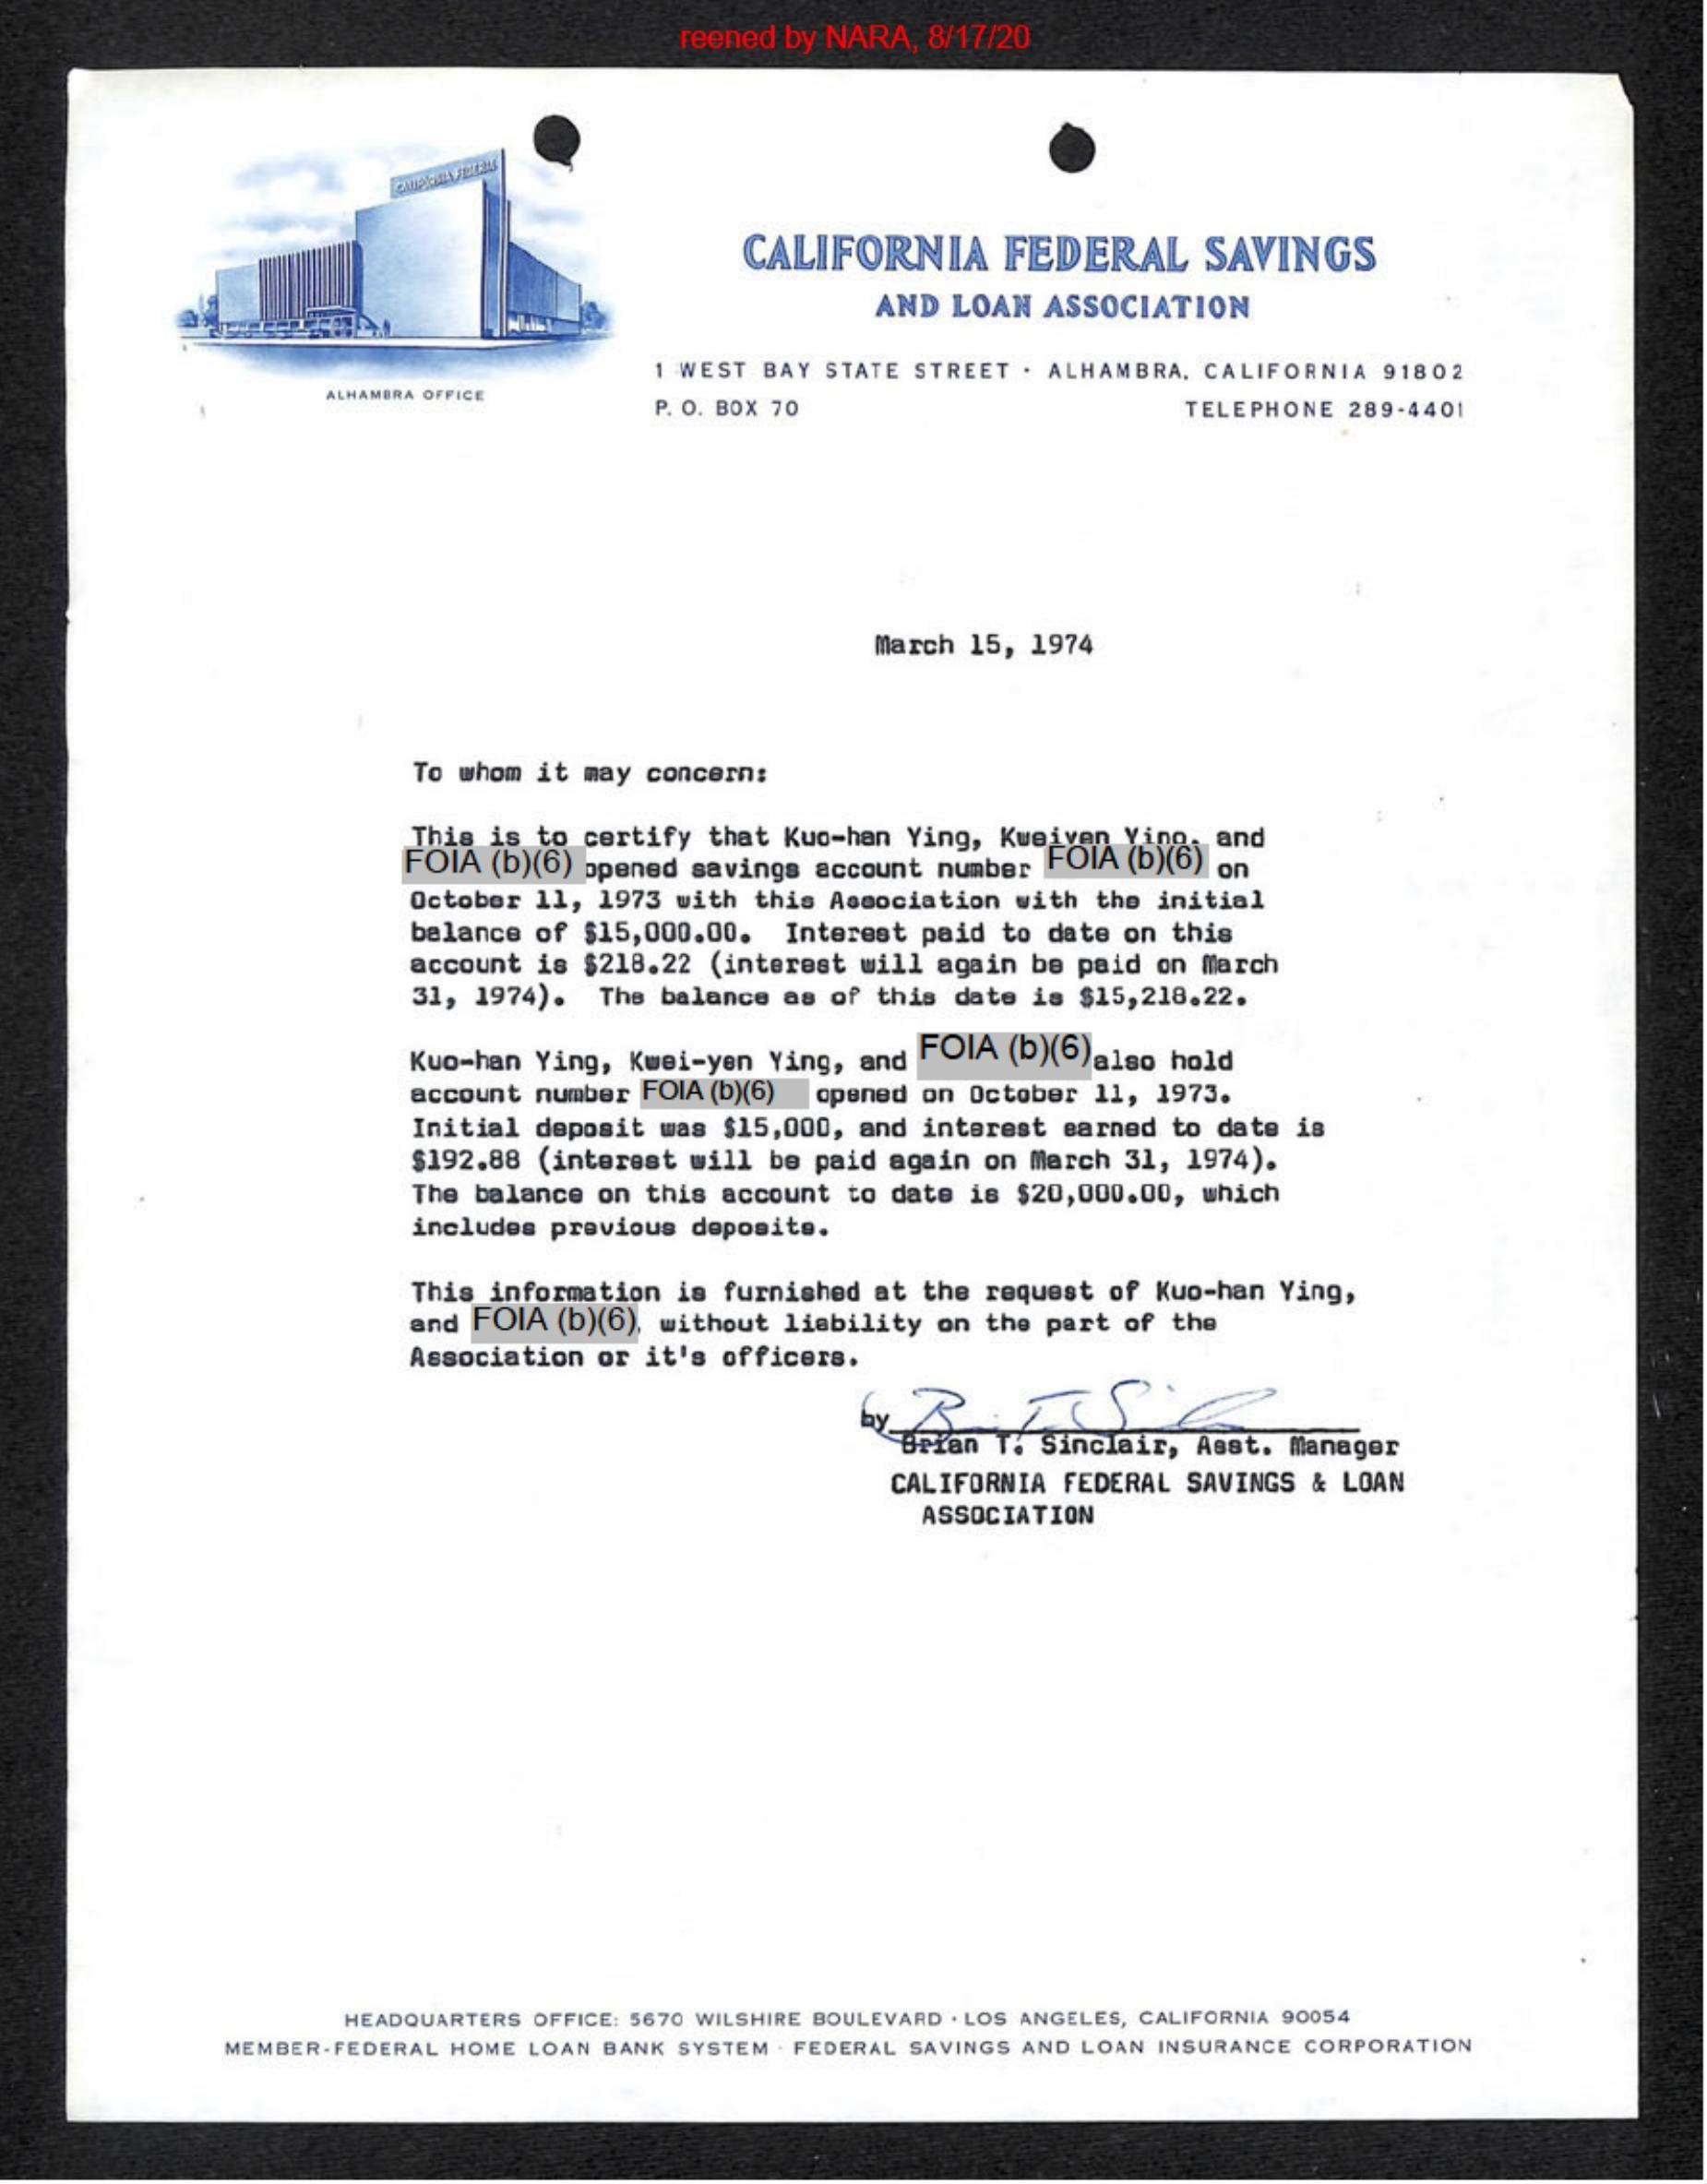 reened by NARA, 8/17/20
CALIFORNIA FEDERAL
CALIFORNIA FEDERAL SAVINGS
AND LOAN ASSOCIATION
1 WEST BAY STATE STREET · ALHAMBRA, CALIFORNIA 91802
ALHAMBRA OFFICE
P. O. BOX 70 TELEPHONE 289-4401
March 15, 1974
To whom it may concern:
This is to certify that Kuo-han Ying, Kweiyen Ying, and
FOIA (b)(6) opened savings account number FOIA (b)(6) on
October 11, 1973 with this Association with the initial
balance of $15,000.00. Interest paid to date on this
account is $218.22 (interest will again be paid on March
31, 1974). The balance as of this date is $15,218.22.
Kuo-han Ying, Kwei-yen Ying, and FOIA (b)(6) also hold
account number FOIA (b)(6) opened on October 11, 1973.
Initial deposit was $15,000, and interest earned to date is
$192.88 (interest will be paid again on March 31, 1974).
The balance on this account to date is $20,000.00, which
includes previous deposits.
This information is furnished at the request of Kuo-han Ying,
and FOIA (b)(6), without liability on the part of the
Association or it's officers.
by
Brian T. Sinclair, Asst. Manager
CALIFORNIA FEDERAL SAVINGS & LOAN
ASSOCIATION
HEADQUARTERS OFFICE: 5670 WILSHIRE BOULEVARD · LOS ANGELES, CALIFORNIA 90054
MEMBER-FEDERAL HOME LOAN BANK SYSTEM · FEDERAL SAVINGS AND LOAN INSURANCE CORPORATION